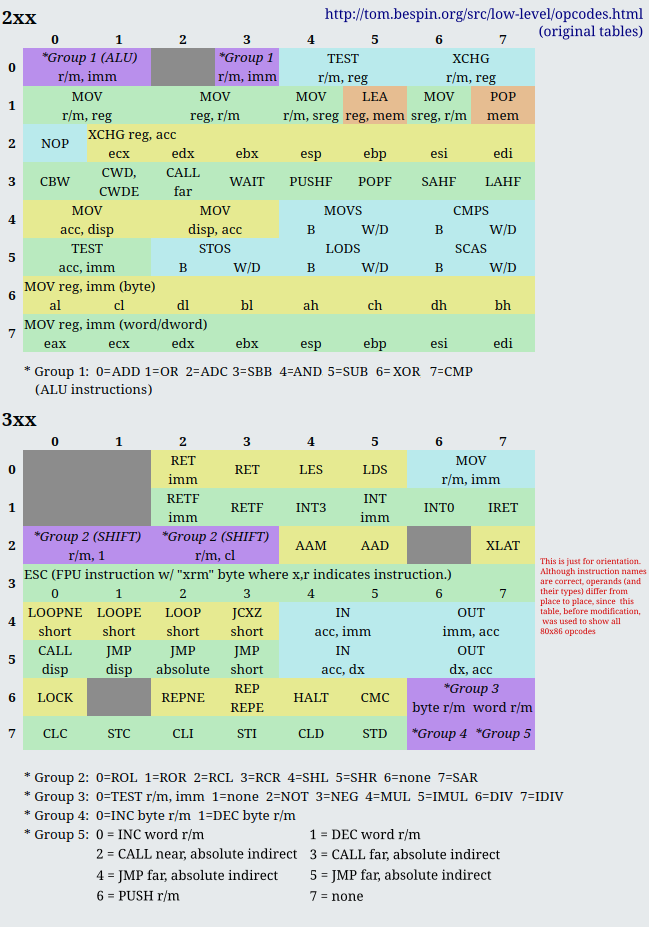 2xx
http://tom.bespin.org/src/low-level/opcodes.html
(original tables)
0 1 2 3 4 5 6 7
*Group 1 (ALU) *Group 1 TEST XCHG
0
r/m, imm r/m, imm r/m, reg r/m, reg
MOV MOV MOV LEA MOV POP
1
r/m, reg reg, r/m r/m, sreg reg, mem sreg, r/m mem
XCHG reg, acc
2 NOP
ecx edx ebx esp ebp esi edi
CWD, CALL
3 CBW WAIT PUSHF POPF SAHF LAHF
CWDE far
MOV MOV MOVS CMPS
4
acc, disp disp, acc B W/D B W/D
TEST STOS LODS SCAS
5
acc, imm B W/D B W/D B W/D
MOV reg, imm (byte)
6
al cl dl bl ah ch dh bh
MOV reg, imm (word/dword)
7
eax ecx edx ebx esp ebp esi edi
* Group 1: 0=ADD 1=OR 2=ADC 3=SBB 4=AND 5=SUB 6= XOR 7=CMP
(ALU instructions)
3xx
0 1 2 3 4 5 6 7
RET MOV
0 RET LES LDS
imm r/m, imm
RETF INT
1 RETF INT3 INT0 IRET
imm imm
*Group 2 (SHIFT) *Group 2 (SHIFT)
2 AAM AAD XLAT
r/m, 1 r/m, cl
ESC (FPU instruction w/ "xrm" byte where x,r indicates instruction.)
3
0 1 2 3 4 5 6 7
LOOPNE LOOPE LOOP JCXZ IN OUT
4
short short short short acc, imm imm, acc
CALL JMP JMP JMP IN OUT
5
disp disp absolute short acc, dx dx, acc
REP *Group 3
6 LOCK REPNE HALT CMC
REPE byte r/m word r/m
7 CLC STC CLI STI CLD STD *Group 4 *Group 5
This is just for orientation.
Although instruction names
are correct, operands (and
their types) differ from
place to place, since this
table, before modification,
was used to show all
80x86 opcodes
* Group 2: 0=ROL 1=ROR 2=RCL 3=RCR 4=SHL 5=SHR 6=none 7=SAR
* Group 3: 0=TEST r/m, imm 1=none 2=NOT 3=NEG 4=MUL 5=IMUL 6=DIV 7=IDIV
* Group 4: 0=INC byte r/m 1=DEC byte r/m
* Group 5: 0 = INC word r/m 1 = DEC word r/m
2 = CALL near, absolute indirect 3 = CALL far, absolute indirect
4 = JMP far, absolute indirect 5 = JMP far, absolute indirect
6 = PUSH r/m 7 = none